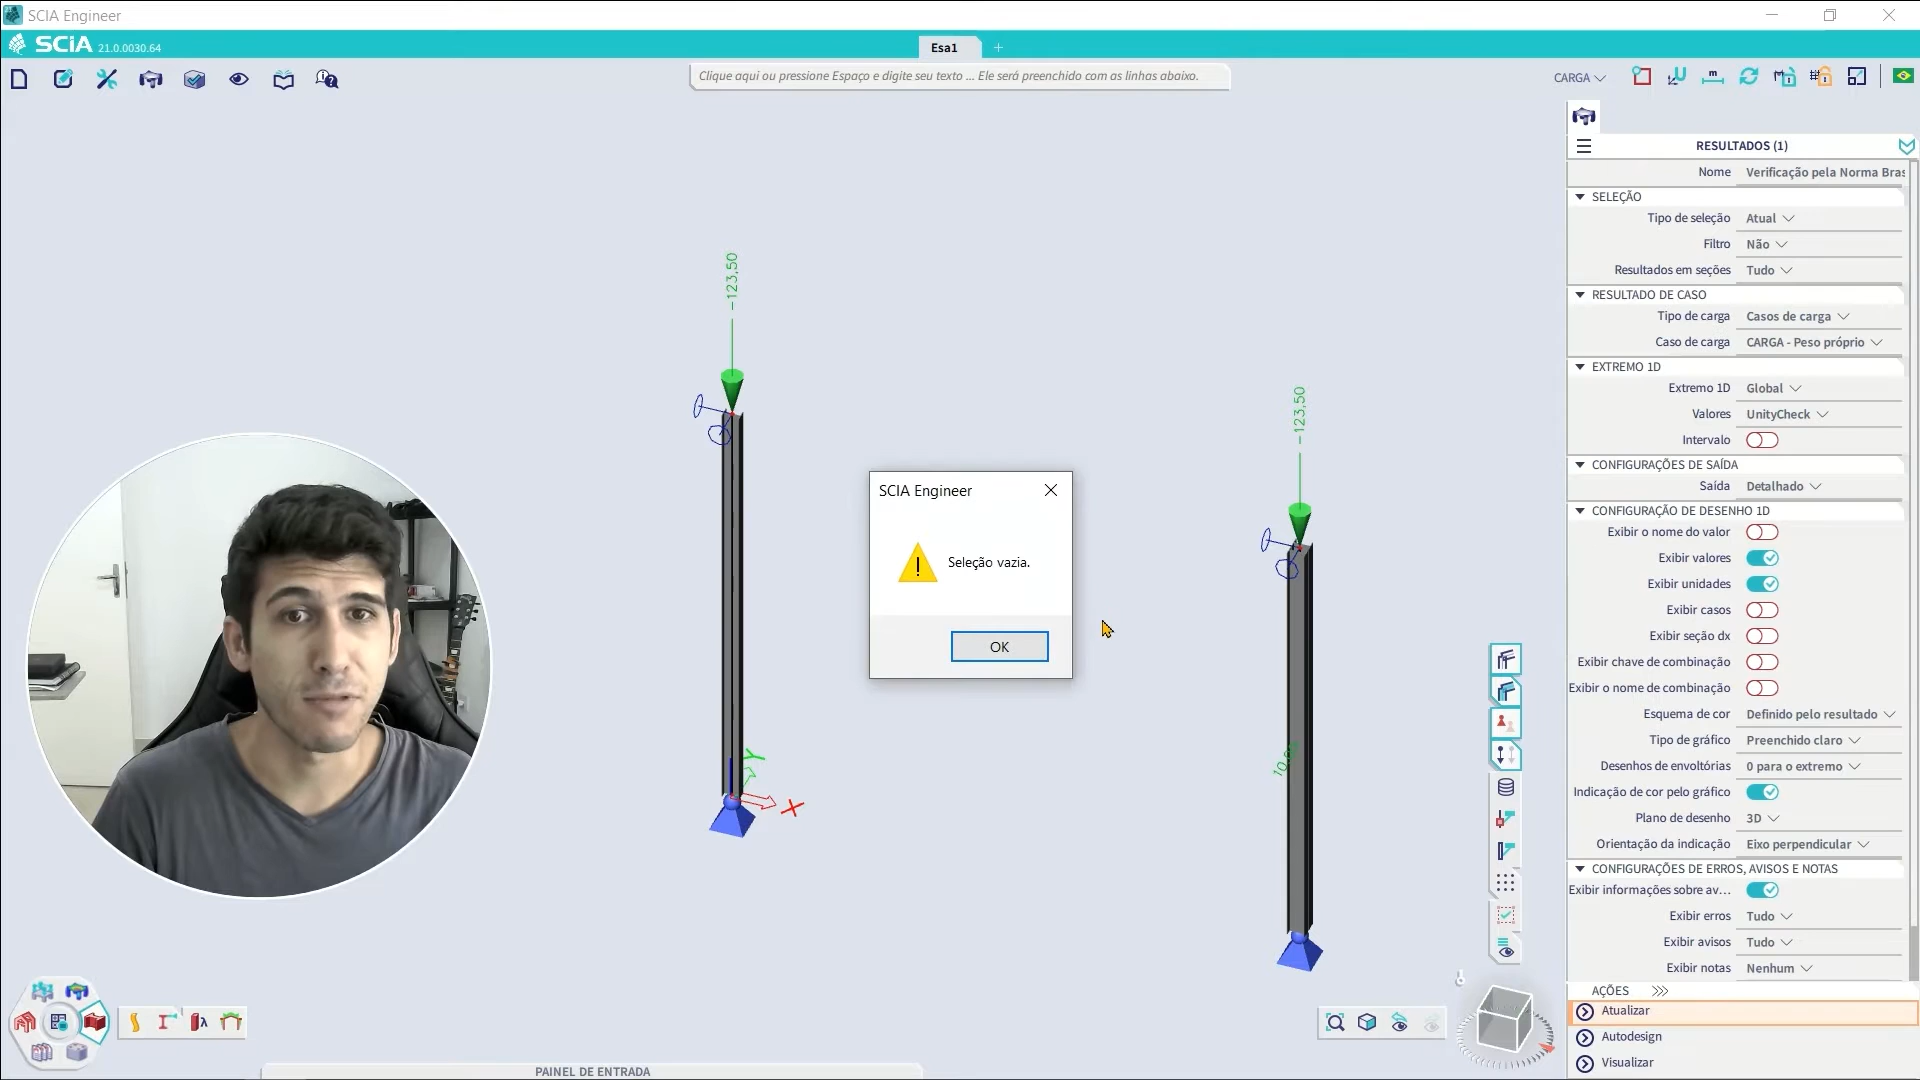 SCIA Engineer
SCIA 21.0.0030.64
Esa1
Clique aqui ou pressione Espaço e digite seu texto ... Ele será preenchido com as linhas abaixo.
CARGA
RESULTADOS (1)
Nome Verificação pela Norma Bras
SELEÇÃO
Tipo de seleção Atual
Filtro Não
Resultados em seções Tudo
RESULTADO DE CASO
Tipo de carga Casos de carga
Caso de carga CARGA - Peso próprio
EXTREMO 1D
Extremo 1D Global
Valores UnityCheck
Intervalo
CONFIGURAÇÕES DE SAÍDA
Saída Detalhado
CONFIGURAÇÃO DE DESENHO 1D
Exibir o nome do valor
Exibir valores
Exibir unidades
Exibir casos
Exibir seção dx
Exibir chave de combinação
Exibir o nome de combinação
Esquema de cor Definido pelo resultado
Tipo de gráfico Preenchido claro
Desenhos de envoltórias 0 para o extremo
Indicação de cor pelo gráfico
Plano de desenho 3D
Orientação da indicação Eixo perpendicular
CONFIGURAÇÕES DE ERROS, AVISOS E NOTAS
Exibir informações sobre av...
Exibir erros Tudo
Exibir avisos Tudo
Exibir notas Nenhum
AÇÕES >>>
Atualizar
Autodesign
Visualizar
-123,50
-123,50
SCIA Engineer
Seleção vazia.
OK
Y
X
PAINEL DE ENTRADA